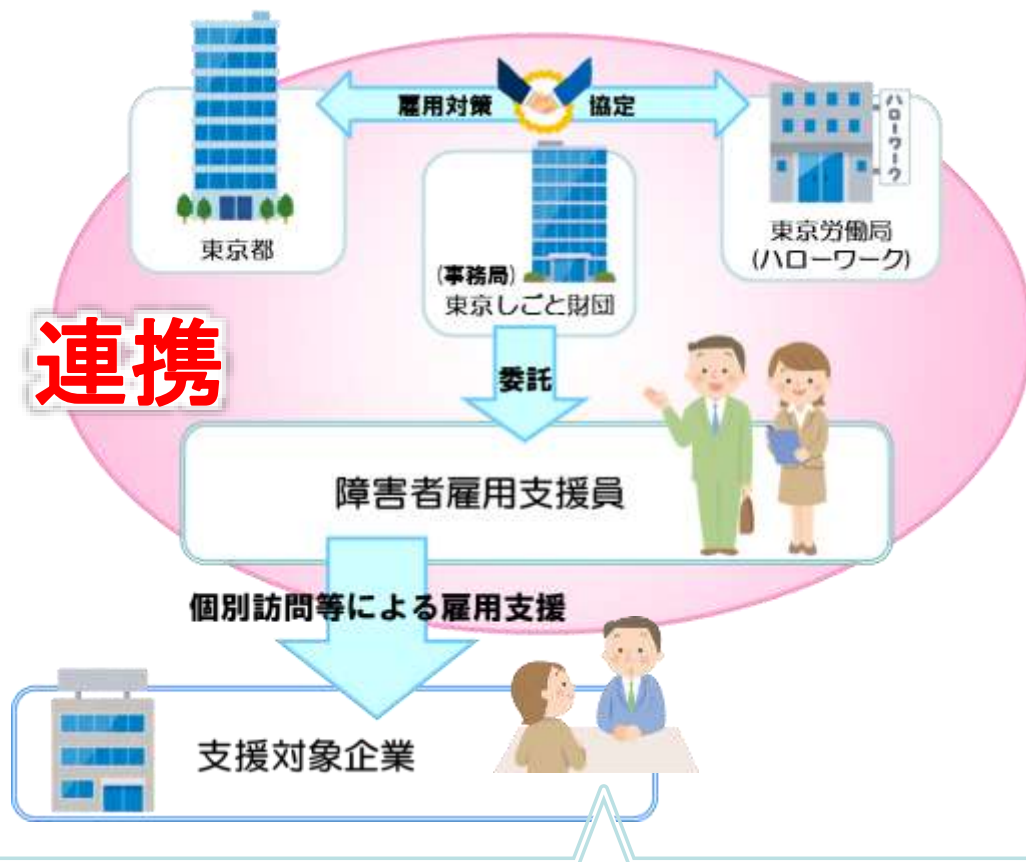 雇用対策 協定
ハローワーク
東京都
東京労働局
(ハローワーク)
(事務局)
東京しごと財団
連携
委託
障害者雇用支援員
個別訪問等による雇用支援
支援対象企業